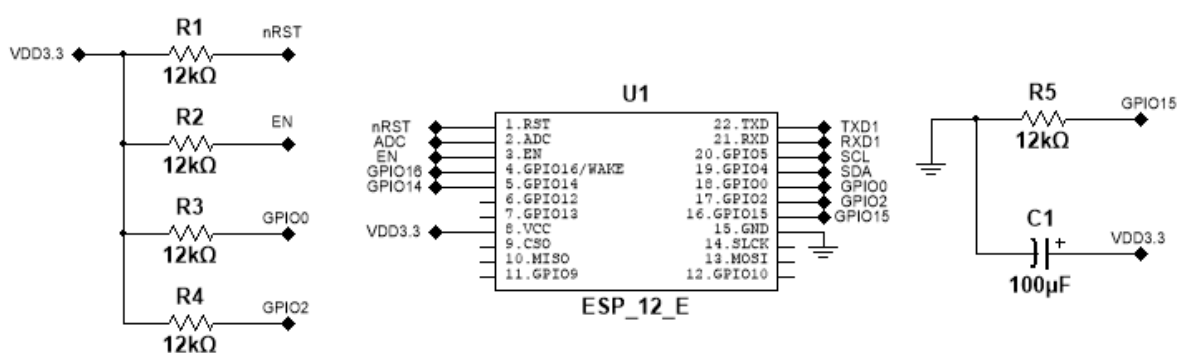 R1
nRST
VDD3.3
12kΩ
R2
EN
12kΩ
R3
GPIO0
12kΩ
R4
GPIO2
12kΩ
U1
nRST
ADC
EN
GPIO16
GPIO14
VDD3.3
1.RST
2.ADC
3.EN
4.GPIO16/WAKE
5.GPIO14
6.GPIO12
7.GPIO13
8.VCC
9.CSO
10.MISO
11.GPIO9
22.TXD
21.RXD
20.GPIO5
19.GPIO4
18.GPIO0
17.GPIO2
16.GPIO15
15.GND
14.SLCK
13.MOSI
12.GPIO10
TXD1
RXD1
SCL
SDA
GPIO0
GPIO2
GPIO15
ESP_12_E
R5
GPIO15
12kΩ
C1
+
VDD3.3
100µF